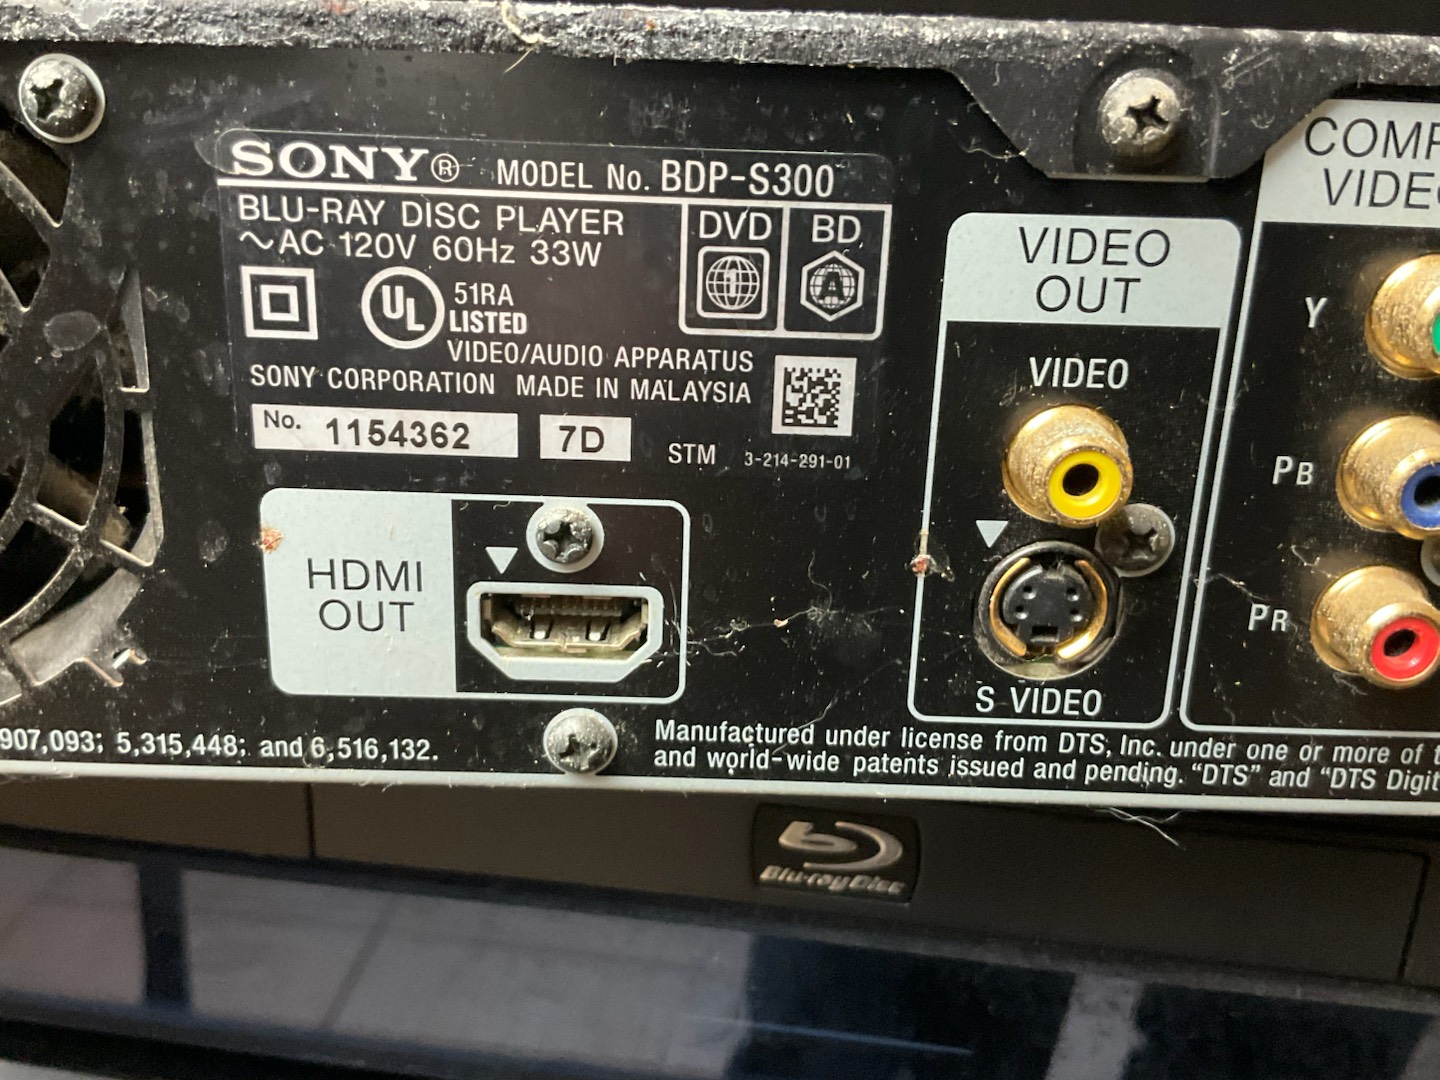 SONY® MODEL No. BDP-S300
BLU-RAY DISC PLAYER
~AC 120V 60Hz 33W
DVD
1
BD
A
UL
51RA
LISTED
VIDEO/AUDIO APPARATUS
SONY CORPORATION MADE IN MALAYSIA
No. 1154362
7D
STM 3-214-291-01
HDMI
OUT
VIDEO
OUT
VIDEO
S VIDEO
Y
PB
PR
907,093; 5,315,448; and 6,516,132.
Manufactured under license from DTS, Inc. under one or more of
and world-wide patents issued and pending. "DTS" and "DTS
Blu-ray Disc